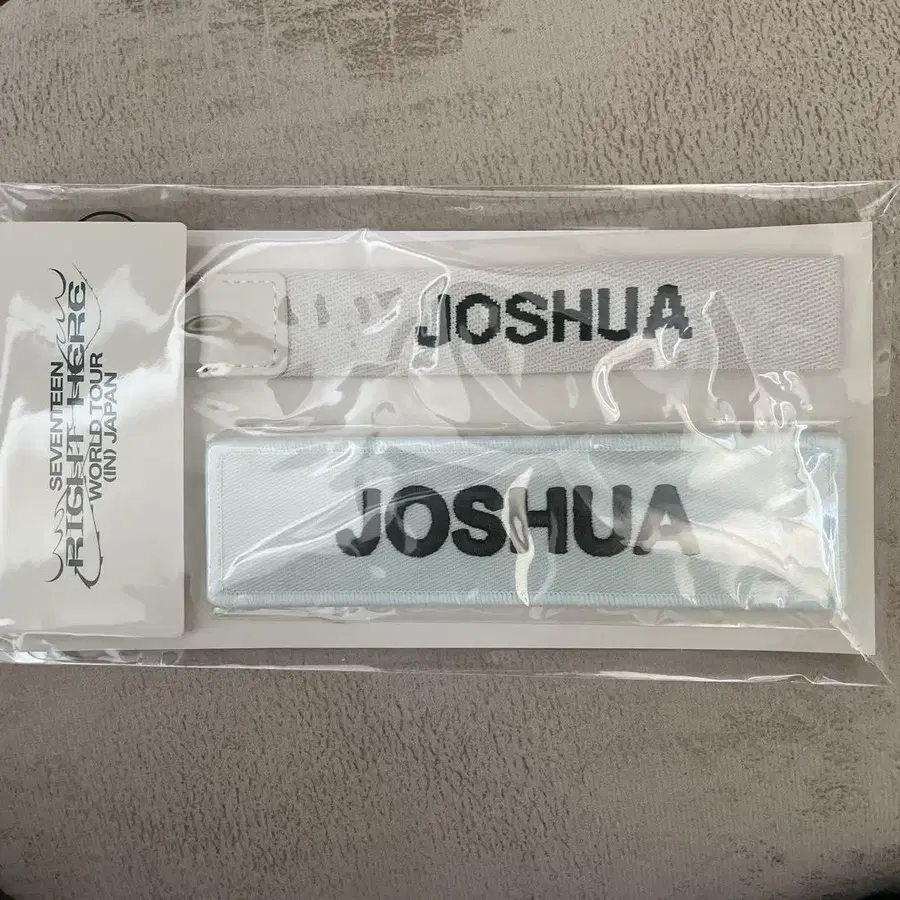 SEVENTEEN
RIGHT HERE
WORLD TOUR
(IN) JAPAN
JOSHUA
JOSHUA